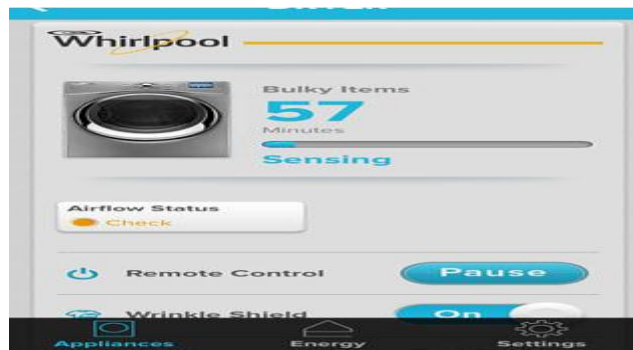 Whirlpool
Bulky Items
57
Minutes
Sensing
Airflow Status
Check
Remote Control
Pause
Wrinkle Shield
On
Appliances
Energy
Settings